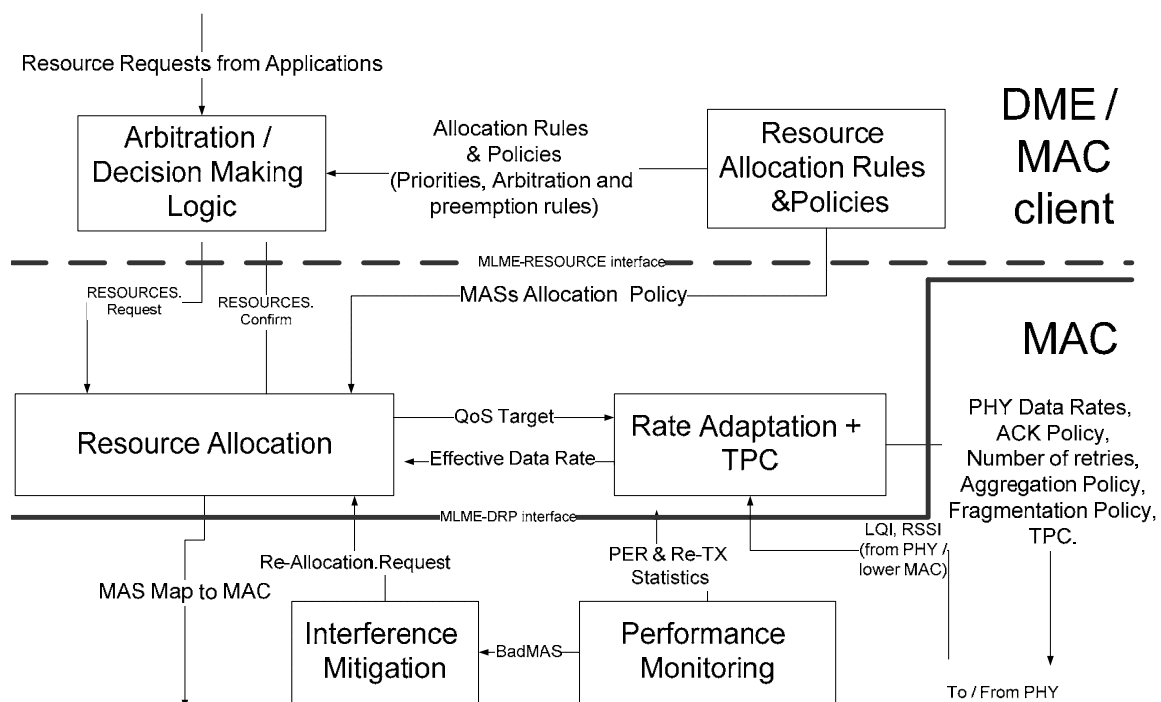 Resource Requests from Applications
Arbitration /
Decision Making
Logic
Allocation Rules
& Policies
(Priorities, Arbitration and
preemption rules)
Resource
Allocation Rules
&Policies
DME /
MAC
client
MLME-RESOURCE interface
RESOURCES.
Request
RESOURCES.
Confirm
MASs Allocation Policy
MAC
Resource Allocation
QoS Target
Effective Data Rate
Rate Adaptation +
TPC
PHY Data Rates,
ACK Policy,
Number of retries,
Aggregation Policy,
Fragmentation Policy,
TPC.
MLME-DRP interface
LQI, RSSI
(from PHY /
lower MAC)
Re-Allocation.Request
PER & Re-TX
Statistics
MAS Map to MAC
Interference
Mitigation
BadMAS
Performance
Monitoring
To / From PHY